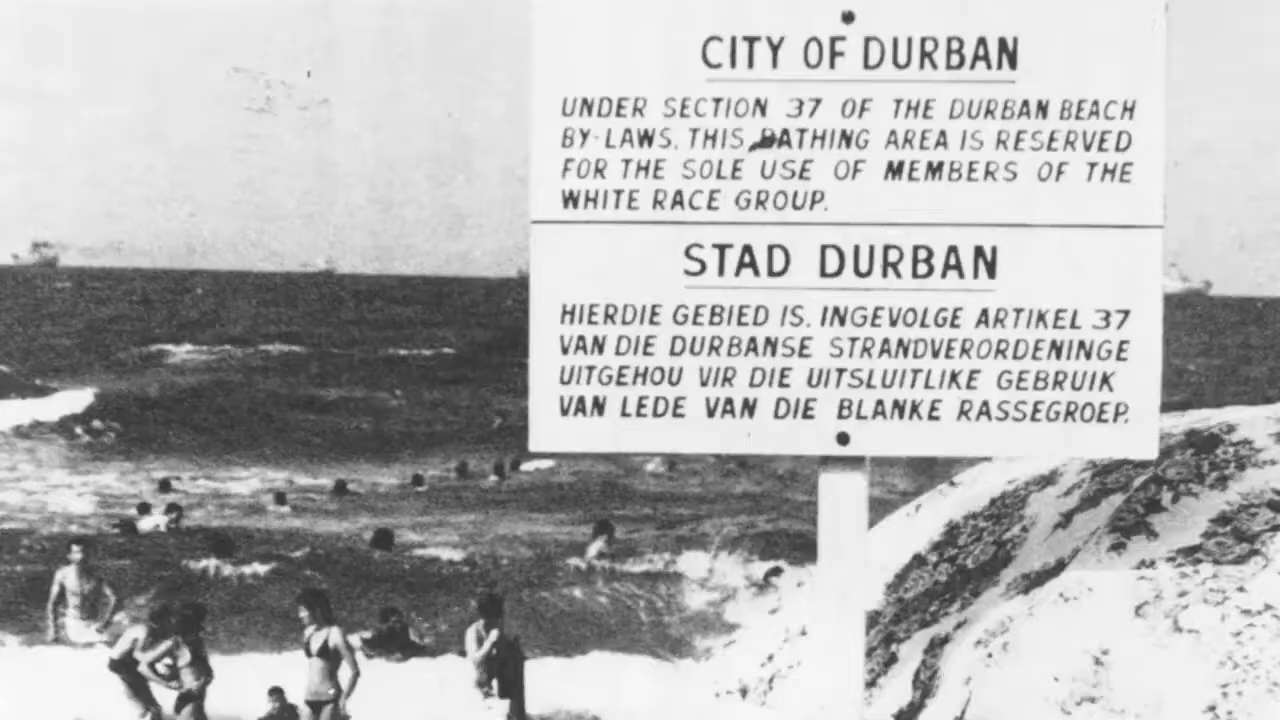 CITY OF DURBAN
UNDER SECTION 37 OF THE DURBAN BEACH
BY-LAWS, THIS BATHING AREA IS RESERVED
FOR THE SOLE USE OF MEMBERS OF THE
WHITE RACE GROUP.
STAD DURBAN
HIERDIE GEBIED IS, INGEVOLGE ARTIKEL 37
VAN DIE DURBANSE STRANDVERORDENINGE
UITGEHOU VIR DIE UITSLUITLIKE GEBRUIK
VAN LEDE VAN DIE BLANKE RASSEGROEP.